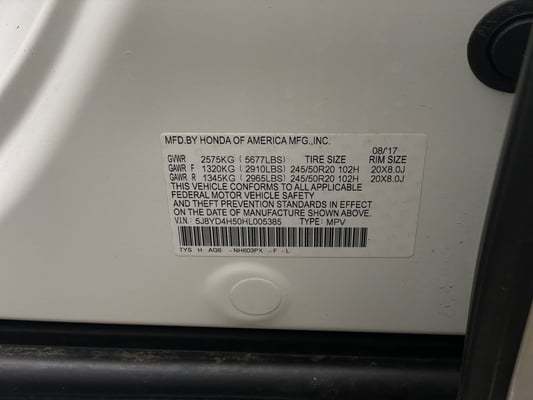 MFD.BY HONDA OF AMERICA MFG.,INC.
08/17
GVWR 2575KG (5677LBS) TIRE SIZE RIM SIZE
GAWR F 1320KG (2910LBS) 245/50R20 102H 20X8.0J
GAWR R 1345KG (2965LBS) 245/50R20 102H 20X8.0J
THIS VEHICLE CONFORMS TO ALL APPLICABLE
FEDERAL MOTOR VEHICLE SAFETY
AND THEFT PREVENTION STANDARDS IN EFFECT
ON THE DATE OF MANUFACTURE SHOWN ABOVE.
V.I.N.: 5J8YD4H50HL005385 TYPE: MPV
TYS H AG6 -NH603PX -F -L